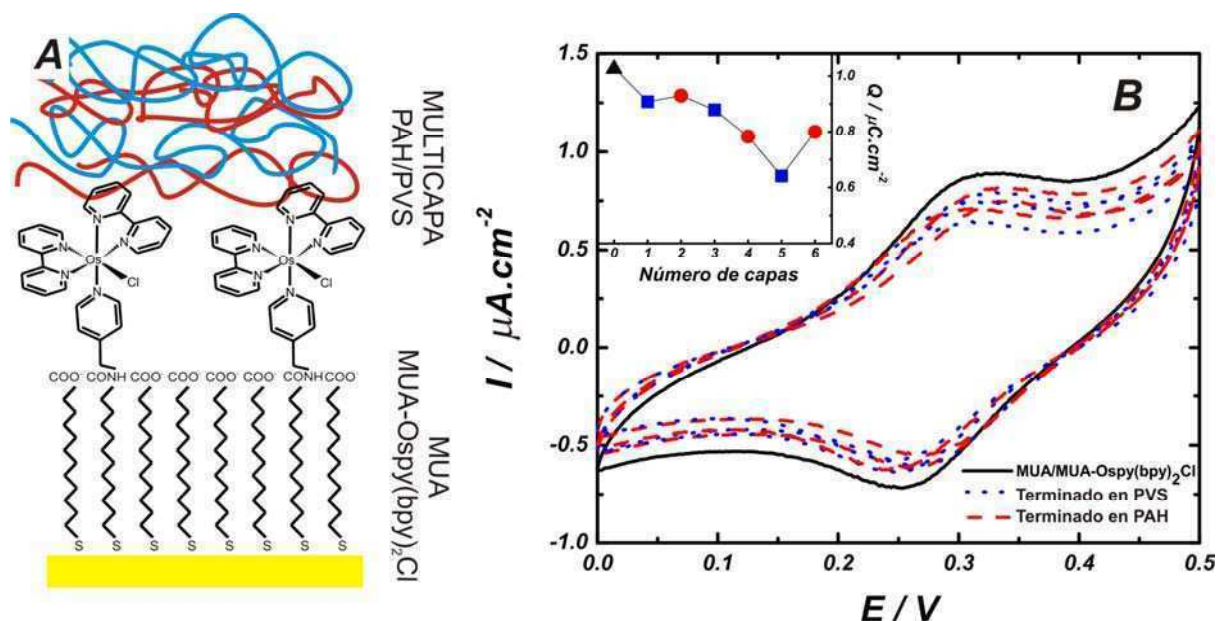 A
MULTICAPA
PAH/PVS
N N
N N
N N N N
Os Os
Cl Cl
N N
COO CONH COO COO COO COO CONHCOO
S S S S S S S S
MUA
MUA-Ospy(bpy)₂Cl
B
I / μA.cm⁻²
1.5
1.0
0.5
0.0
-0.5
-1.0
0.0 0.1 0.2 0.3 0.4 0.5
E / V
1.0
0.8
0.6
0.4
Q / μC.cm⁻²
0 1 2 3 4 5 6
Número de capas
MUA/MUA-Ospy(bpy)₂Cl
Terminado en PVS
Terminado en PAH